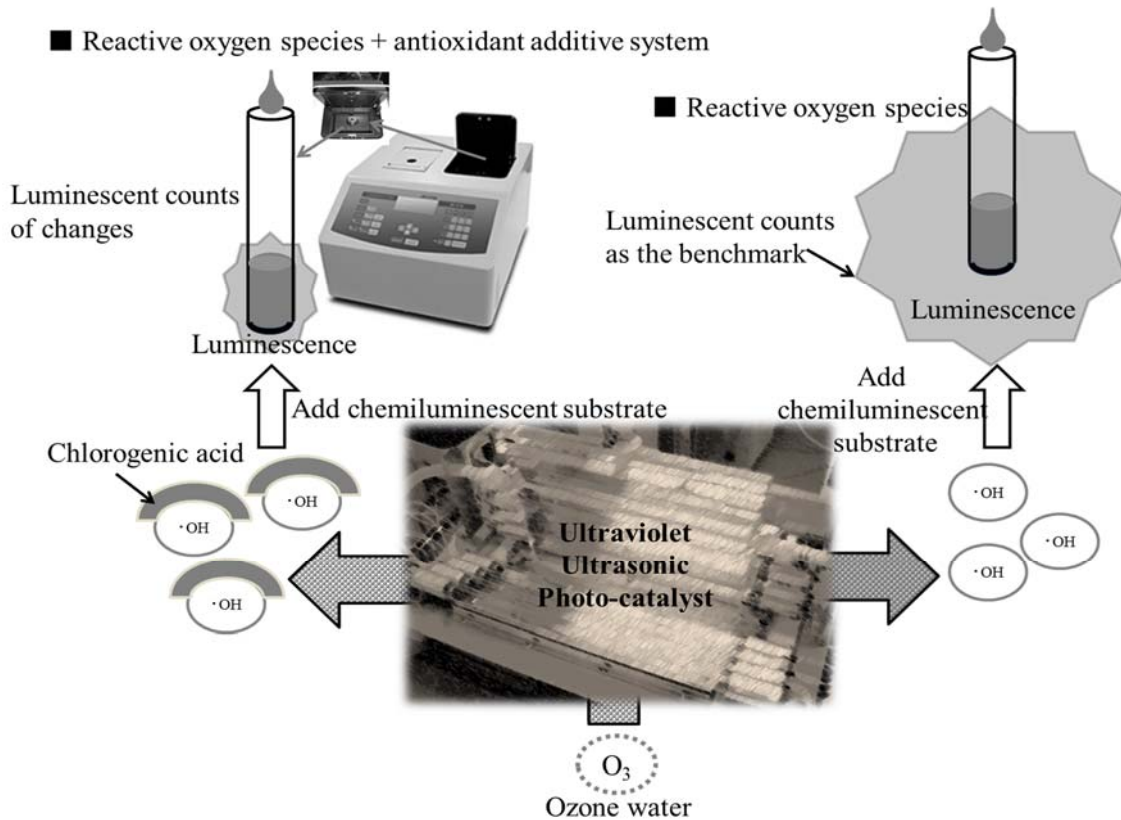 ■ Reactive oxygen species + antioxidant additive system
■ Reactive oxygen species
Luminescent counts
of changes
Luminescent counts
as the benchmark
Luminescence
Luminescence
Add chemiluminescent substrate
Add
chemiluminescent
substrate
Chlorogenic acid
·OH
·OH
·OH
·OH
·OH
·OH
Ultraviolet
Ultrasonic
Photo-catalyst
O₃
Ozone water